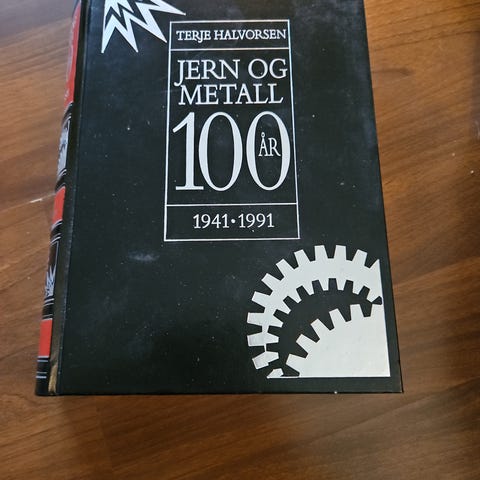 TERJE HALVORSEN
JERN OG
METALL
100
ÅR
1941·1991